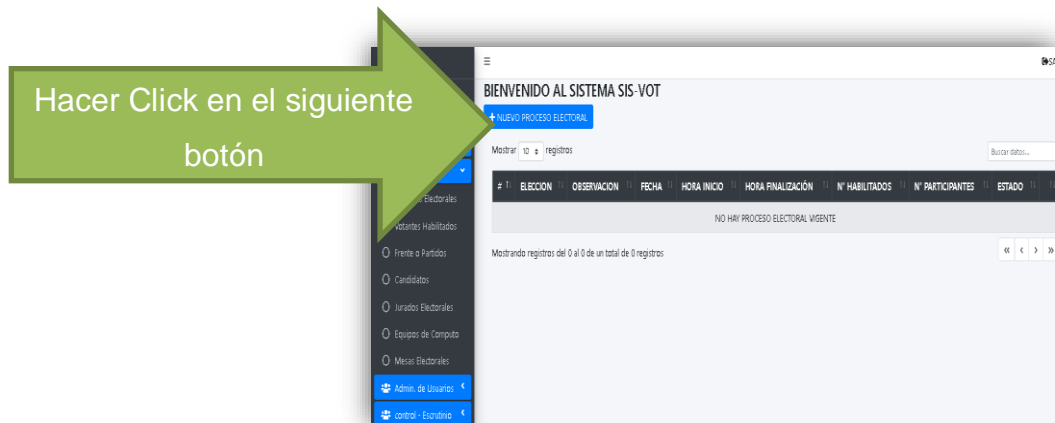 Hacer Click en el siguiente
botón
BIENVENIDO AL SISTEMA SIS-VOT
+ NUEVO PROCESO ELECTORAL
Mostrar 10 registros
Buscar datos...
# ELECCION OBSERVACION FECHA HORA INICIO HORA FINALIZACIÓN N° HABILITADOS N° PARTICIPANTES ESTADO
NO HAY PROCESO ELECTORAL VIGENTE
Mostrando registros del 0 al 0 de un total de 0 registros
« ‹ › »
Electorales
Votantes Habilitados
Frente o Partidos
Candidatos
Jurados Electorales
Equipos de Computo
Mesas Electorales
Admin. de Usuarios
control - Escrutinio